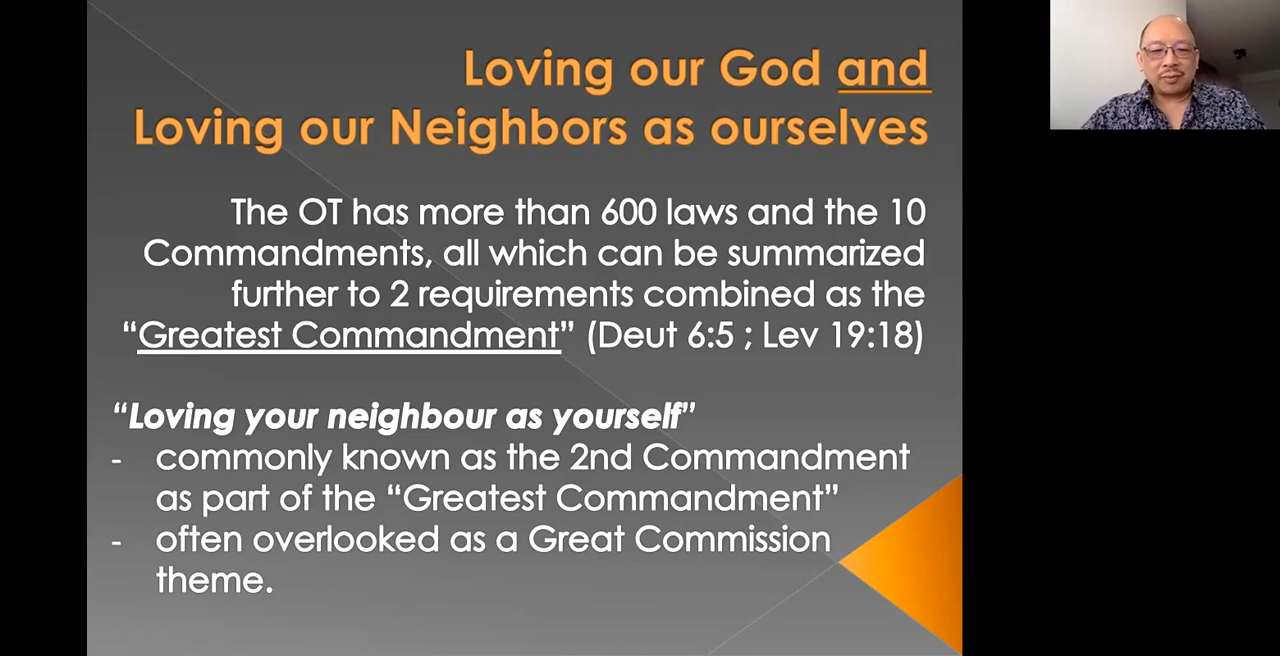 Loving our God and
Loving our Neighbors as ourselves
The OT has more than 600 laws and the 10
Commandments, all which can be summarized
further to 2 requirements combined as the
“Greatest Commandment” (Deut 6:5 ; Lev 19:18)
“Loving your neighbour as yourself”
- commonly known as the 2nd Commandment
as part of the “Greatest Commandment”
- often overlooked as a Great Commission
theme.